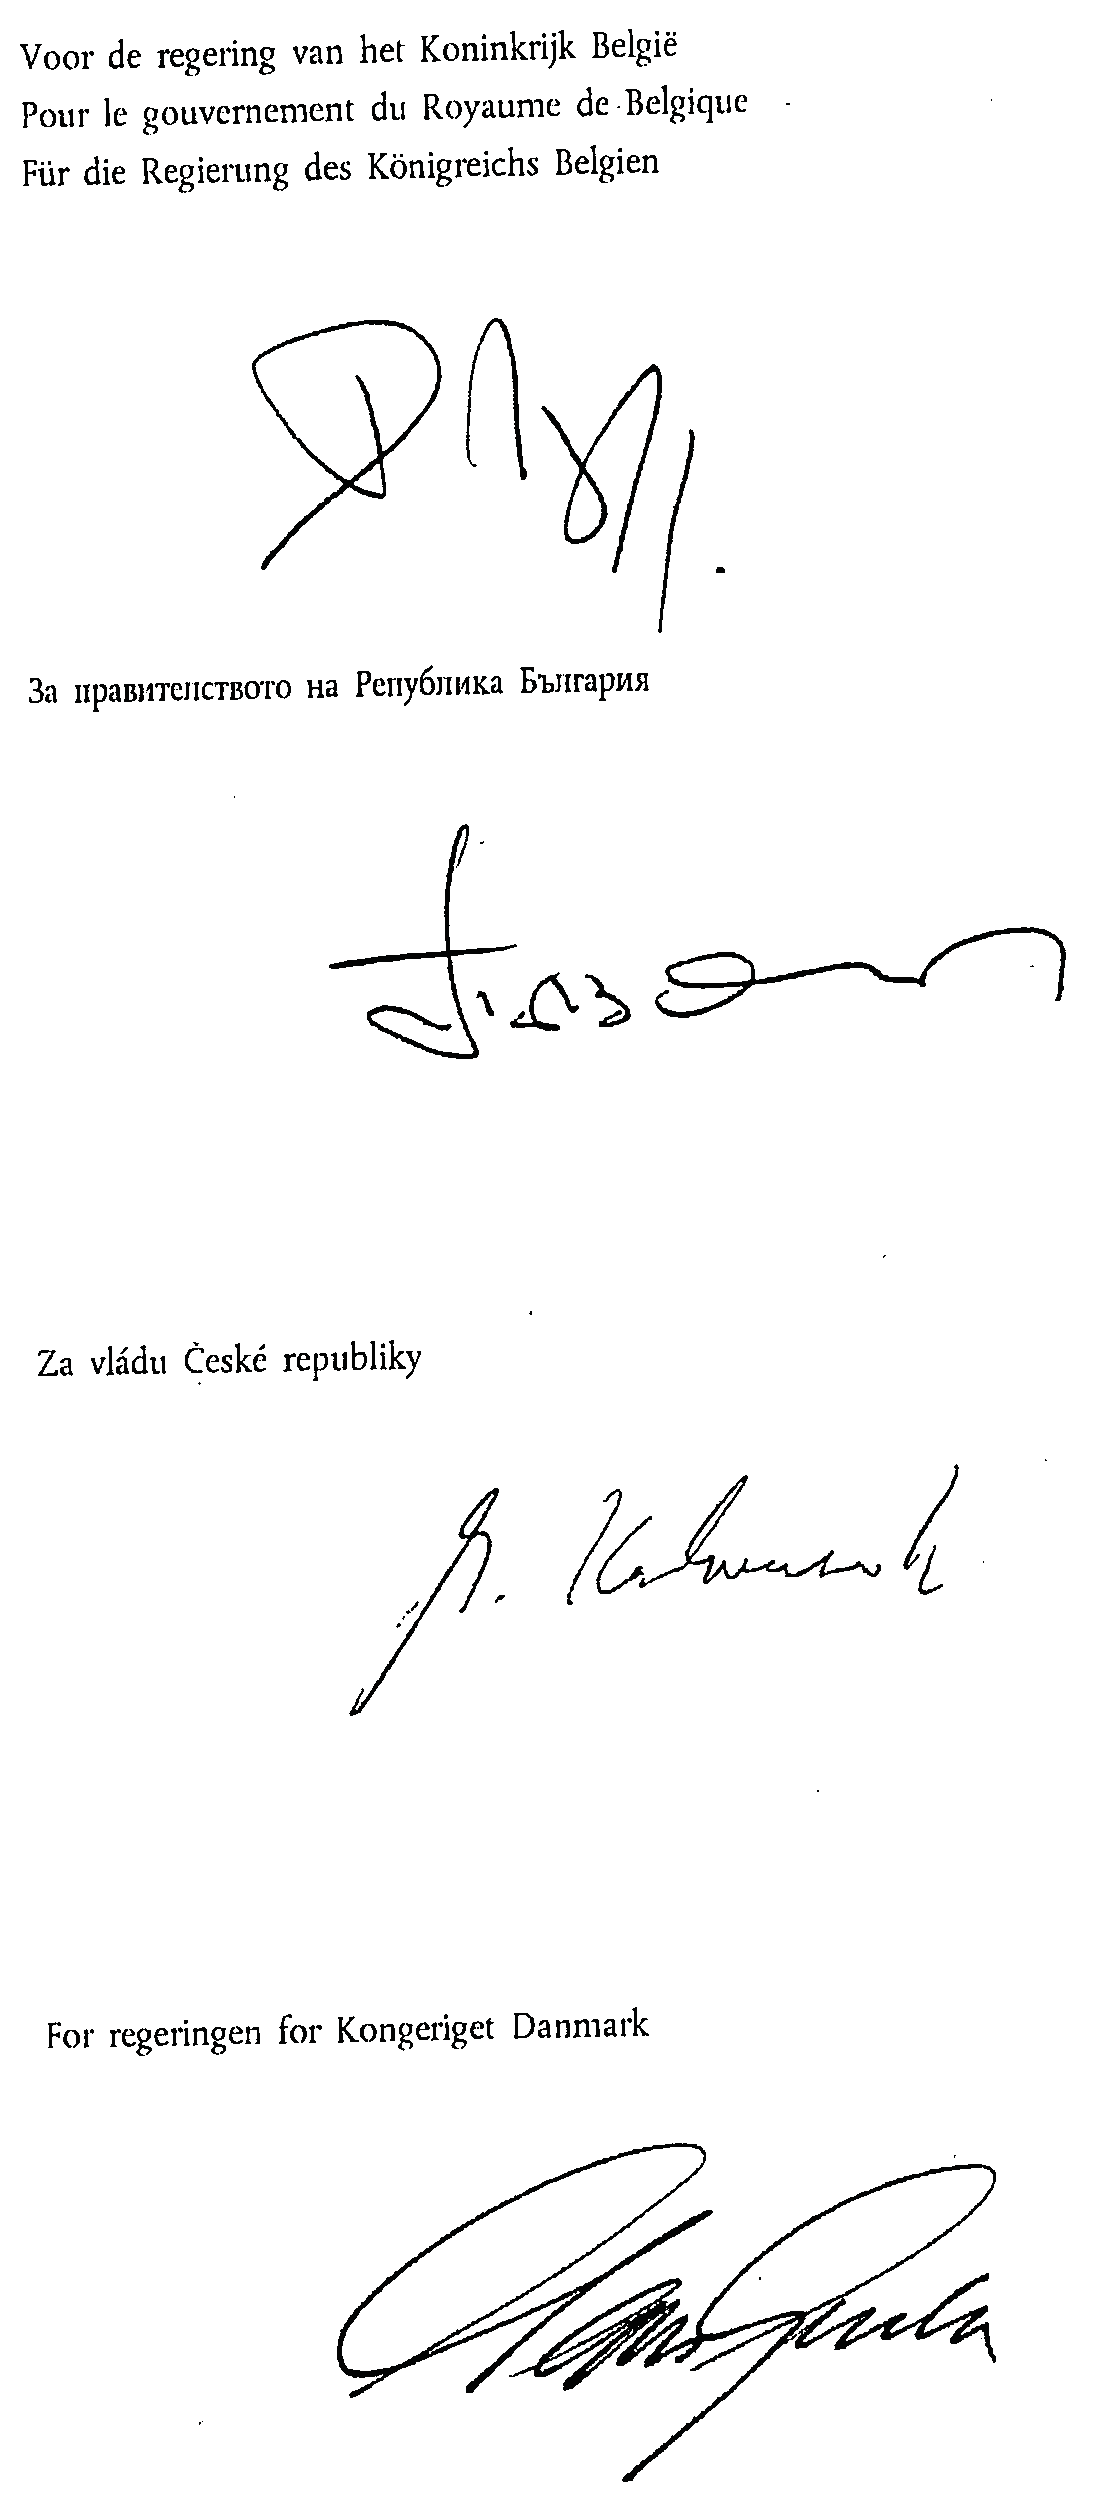 Voor de regering van het Koninkrijk België
Pour le gouvernement du Royaume de Belgique
Für die Regierung des Königreichs Belgien
За правителството на Република България
Za vládu České republiky
For regeringen for Kongeriget Danmark